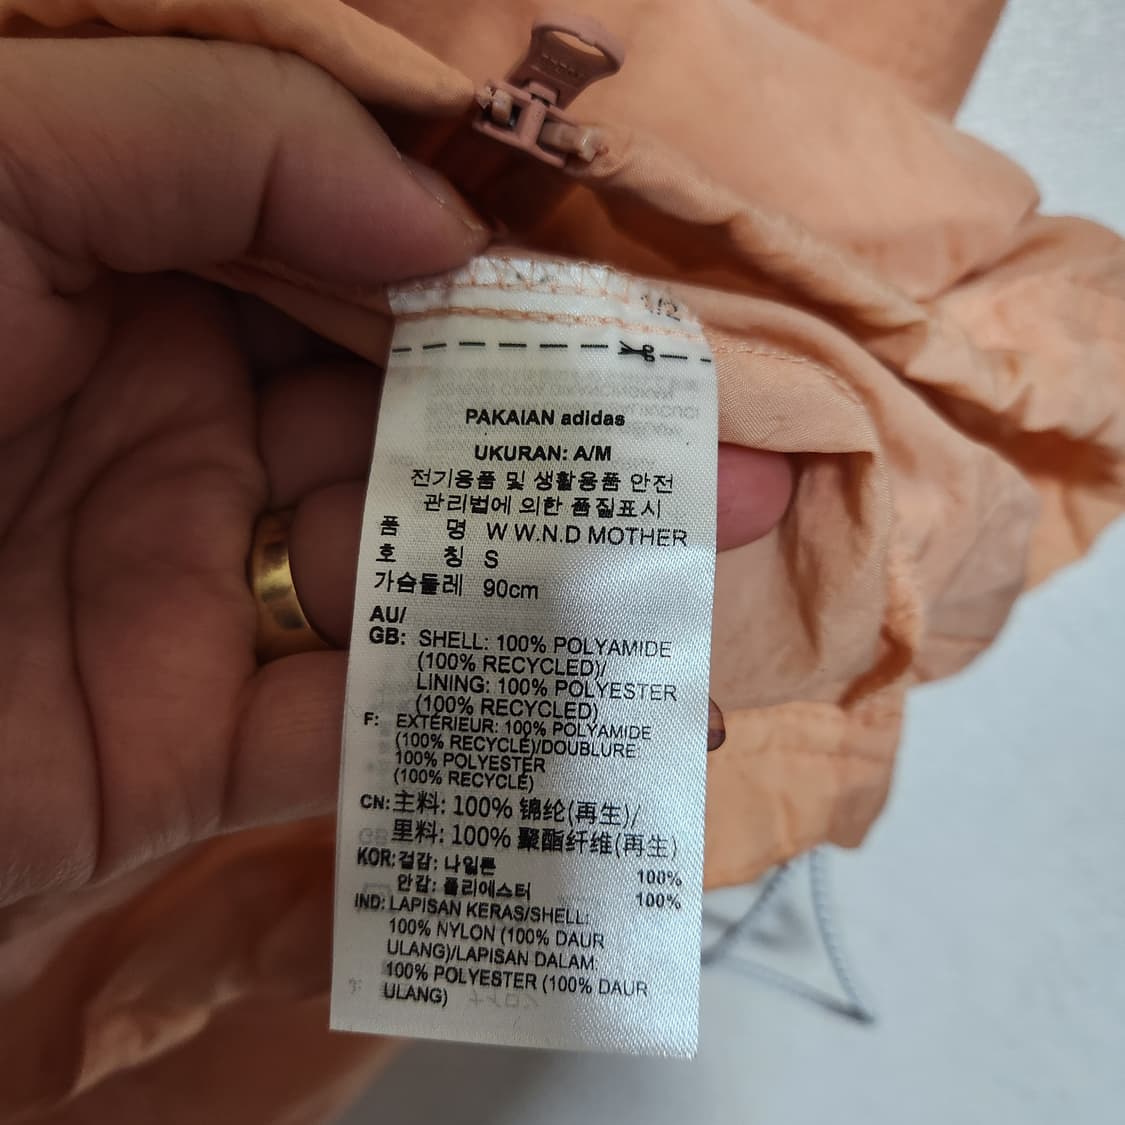 1/2
PAKAIAN adidas
UKURAN: A/M
전기용품 및 생활용품 안전
관리법에 의한 품질표시
품 명 W W.N.D MOTHER
호 칭 S
가슴둘레 90cm
AU/
GB: SHELL: 100% POLYAMIDE
(100% RECYCLED)/
LINING: 100% POLYESTER
(100% RECYCLED)
F: EXTÉRIEUR: 100% POLYAMIDE
(100% RECYCLÉ)/DOUBLURE
100% POLYESTER
(100% RECYCLÉ)
CN: 主料: 100% 锦纶(再生)/
里料: 100% 聚酯纤维(再生)
KOR: 겉감: 나일론 100%
안감: 폴리에스터 100%
IND: LAPISAN KERAS/SHELL:
100% NYLON (100% DAUR
ULANG)/LAPISAN DALAM:
100% POLYESTER (100% DAUR
ULANG)